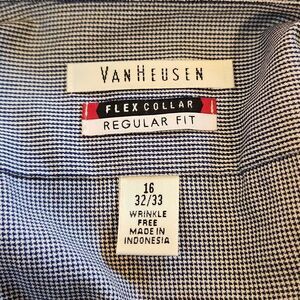 VANHEUSEN
FLEX COLLAR
REGULAR FIT
16
32/33
WRINKLE
FREE
MADE IN
INDONESIA